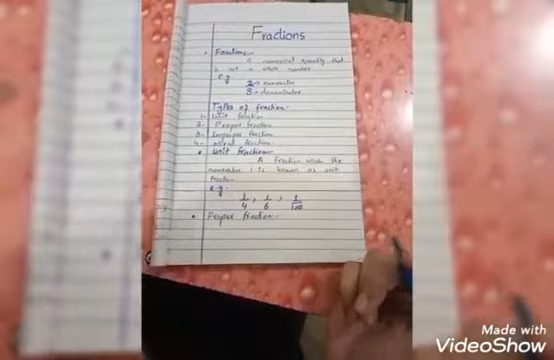 Fractions
Fraction:-
a numerical quantity that
is not a whole number
e.g
2 → numerator
3 → denominator
Types of fraction:-
1- Unit fraction
2- Proper fraction
3- Improper fraction
4- Mixed fraction
• Unit fraction:-
A fraction which the
numerator 1 is known as unit
fraction
e.g-
1/4 , 1/6 , 1/100
• Proper fraction-
Made with
VideoShow